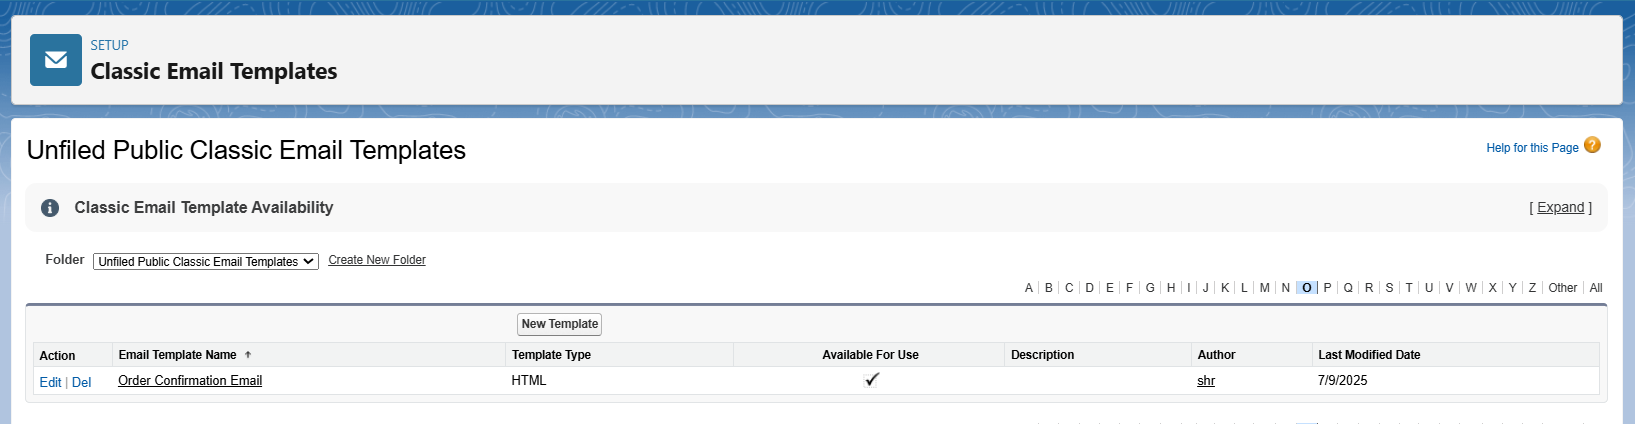 SETUP
Classic Email Templates
Unfiled Public Classic Email Templates
Help for this Page ?
Classic Email Template Availability
[ Expand ]
Folder Unfiled Public Classic Email Templates Create New Folder
A | B | C | D | E | F | G | H | I | J | K | L | M | N | O | P | Q | R | S | T | U | V | W | X | Y | Z | Other | All
New Template
Action Email Template Name Template Type Available For Use Description Author Last Modified Date
Edit | Del Order Confirmation Email HTML shr 7/9/2025